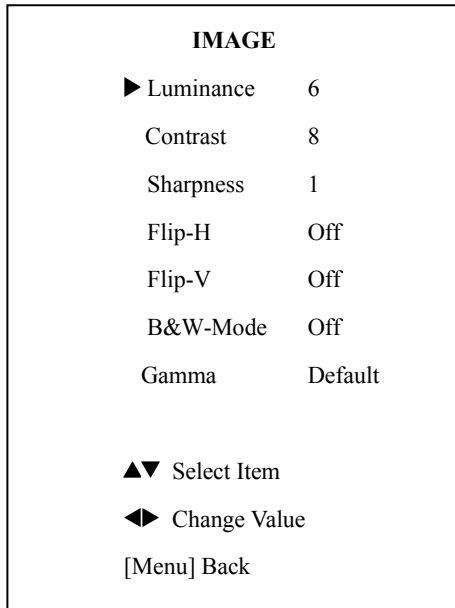 IMAGE
▶ Luminance 6
Contrast 8
Sharpness 1
Flip-H Off
Flip-V Off
B&W-Mode Off
Gamma Default
▲▼ Select Item
◀▶ Change Value
[Menu] Back